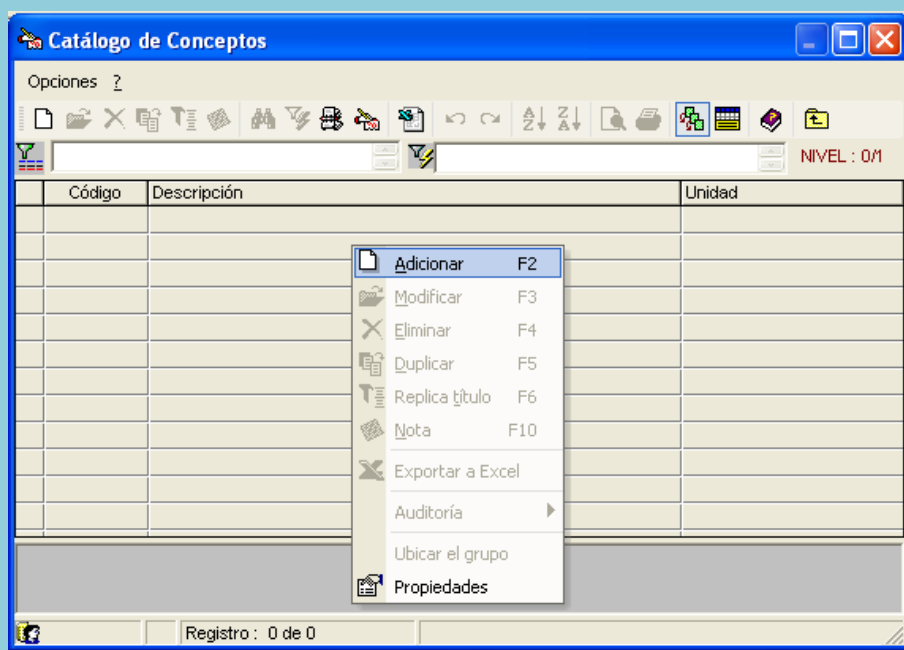 Catálogo de Conceptos
Opciones ?
NIVEL : 0/1
Código Descripción Unidad
Adicionar F2
Modificar F3
Eliminar F4
Duplicar F5
Replica título F6
Nota F10
Exportar a Excel
Auditoría
Ubicar el grupo
Propiedades
Registro : 0 de 0